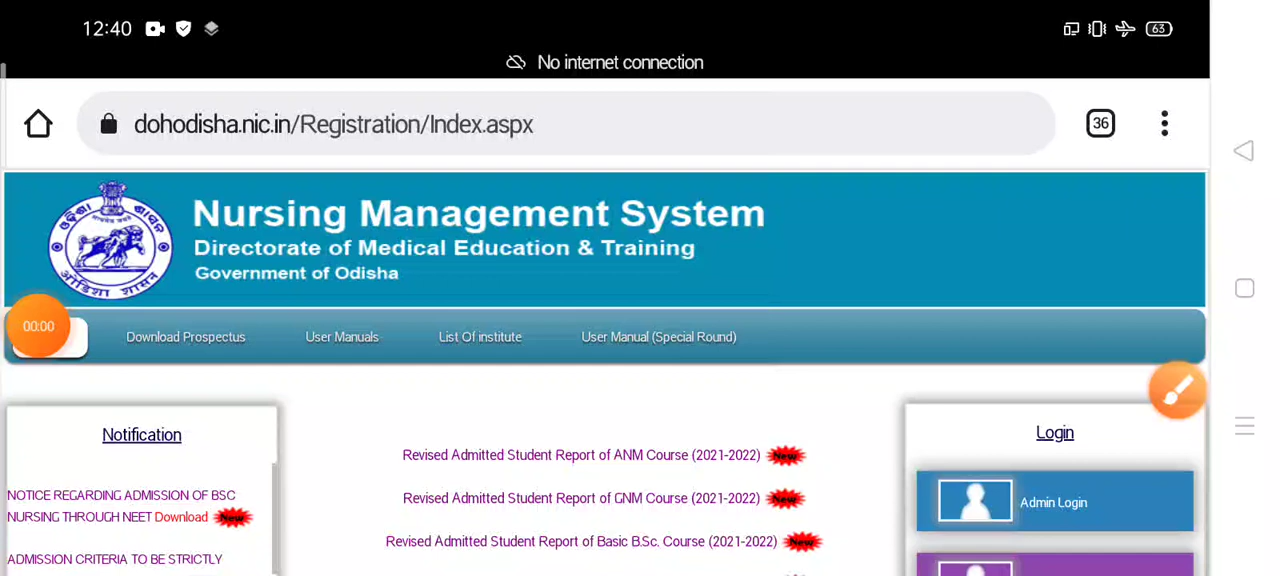 12:40
63
No internet connection
dohodisha.nic.in/Registration/Index.aspx
36
Nursing Management System
Directorate of Medical Education & Training
Government of Odisha
00:00
Download Prospectus
User Manuals
List Of institute
User Manual (Special Round)
Notification
NOTICE REGARDING ADMISSION OF BSC
NURSING THROUGH NEET Download New
ADMISSION CRITERIA TO BE STRICTLY
Revised Admitted Student Report of ANM Course (2021-2022) New
Revised Admitted Student Report of GNM Course (2021-2022) New
Revised Admitted Student Report of Basic B.Sc. Course (2021-2022) New
Login
Admin Login